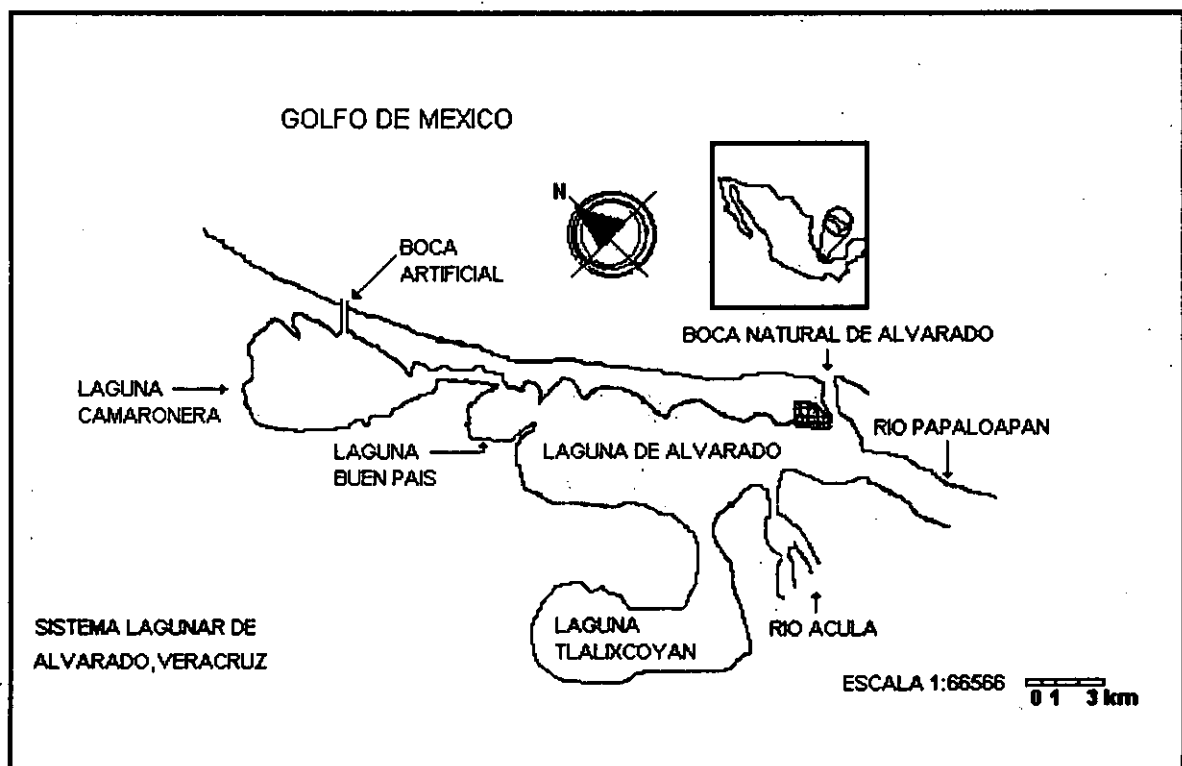 GOLFO DE MEXICO
N
BOCA
ARTIFICIAL
BOCA NATURAL DE ALVARADO
LAGUNA
CAMARONERA
RIO PAPALOAPAN
LAGUNA
BUEN PAIS
LAGUNA DE ALVARADO
LAGUNA
TLALIXCOYAN
RIO ACULA
SISTEMA LAGUNAR DE
ALVARADO, VERACRUZ
ESCALA 1:66566
0 1 3 km